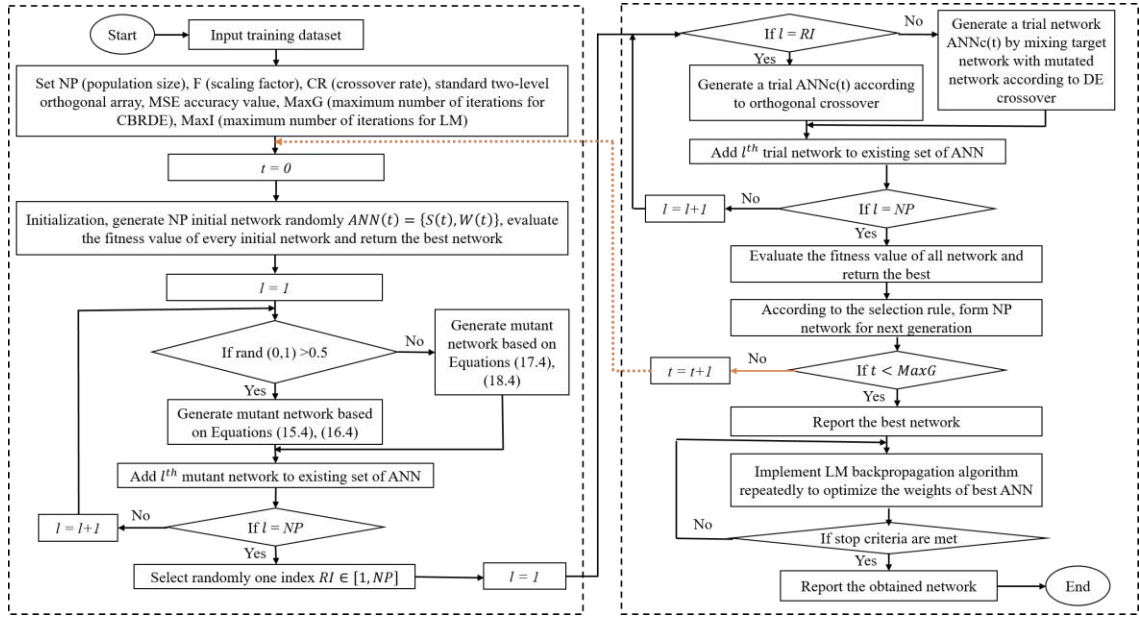 Start
Input training dataset
Set NP (population size), F (scaling factor), CR (crossover rate), standard two-level
orthogonal array, MSE accuracy value, MaxG (maximum number of iterations for
CBRDE), MaxI (maximum number of iterations for LM)
t = 0
Initialization, generate NP initial network randomly ANN(t) = {S(t), W(t)}, evaluate
the fitness value of every initial network and return the best network
l = 1
If rand (0,1) >0.5
No
Generate mutant
network based on
Equations (17.4),
(18.4)
Yes
Generate mutant network based
on Equations (15.4), (16.4)
Add l^th mutant network to existing set of ANN
If l = NP
No
l = l+1
Yes
Select randomly one index RI ∈ [1, NP]
l = 1
If l = RI
No
Generate a trial network
ANNc(t) by mixing target
network with mutated
network according to DE
crossover
Yes
Generate a trial ANNc(t) according
to orthogonal crossover
Add l^th trial network to existing set of ANN
If l = NP
No
l = l+1
Yes
Evaluate the fitness value of all network and
return the best
According to the selection rule, form NP
network for next generation
If t < MaxG
No
t = t+1
Yes
Report the best network
Implement LM backpropagation algorithm
repeatedly to optimize the weights of best ANN
If stop criteria are met
No
Yes
Report the obtained network
End